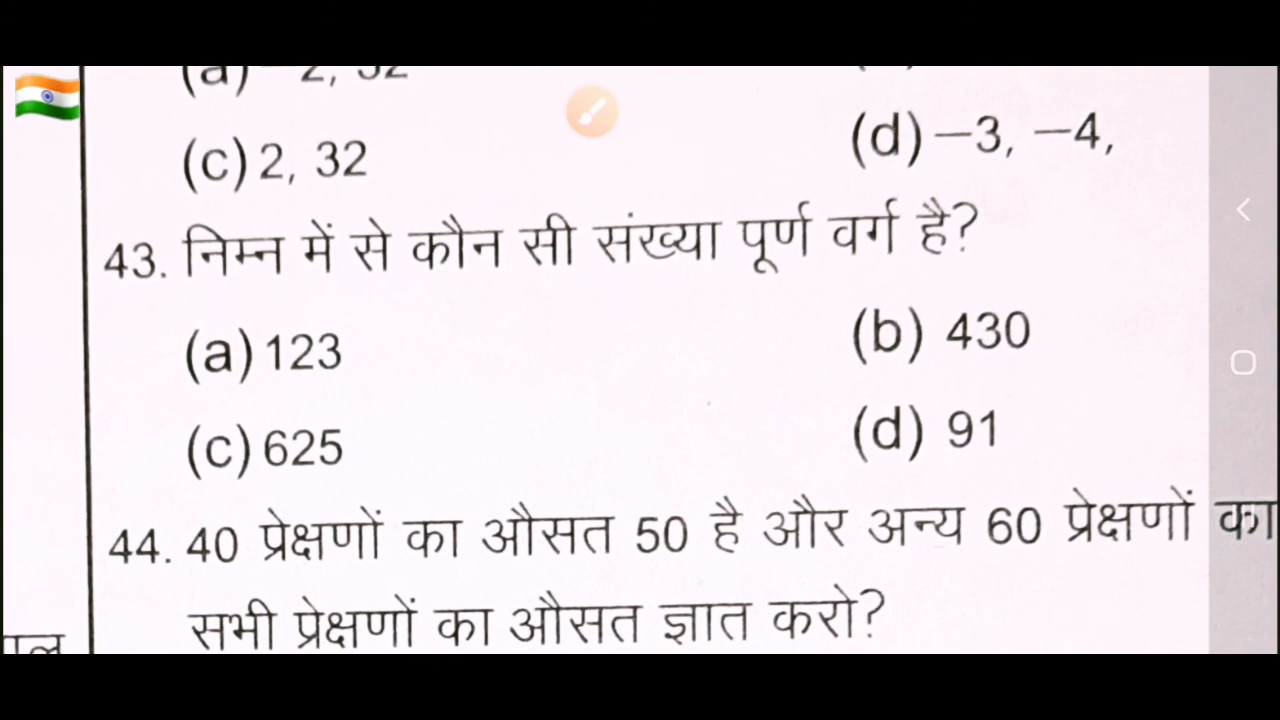 (c) 2, 32
(d) −3, −4,
43. निम्न में से कौन सी संख्या पूर्ण वर्ग है?
(a) 123
(b) 430
(c) 625
(d) 91
44. 40 प्रेक्षणों का औसत 50 है और अन्य 60 प्रेक्षणों का
सभी प्रेक्षणों का औसत ज्ञात करो?